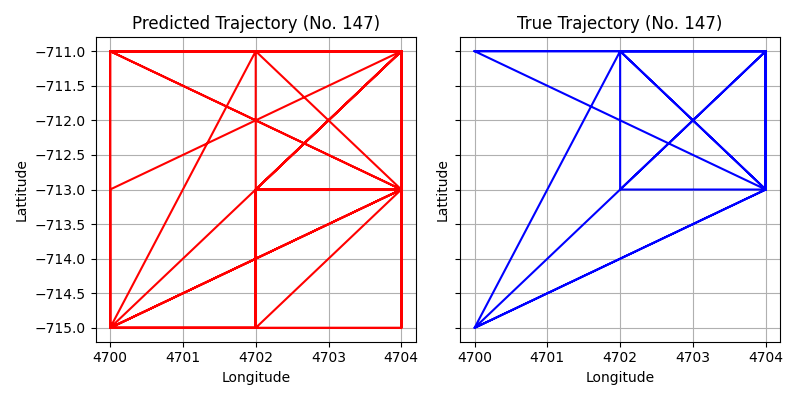 Predicted Trajectory (No. 147)
−711.0
−711.5
−712.0
−712.5
−713.0
−713.5
−714.0
−714.5
−715.0
Lattitude
4700 4701 4702 4703 4704
Longitude
True Trajectory (No. 147)
Lattitude
4700 4701 4702 4703 4704
Longitude